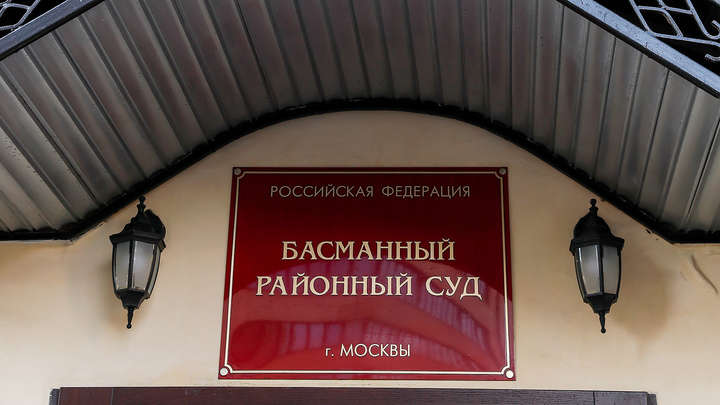 РОССИЙСКАЯ ФЕДЕРАЦИЯ
БАСМАННЫЙ
РАЙОННЫЙ СУД
г. МОСКВЫ